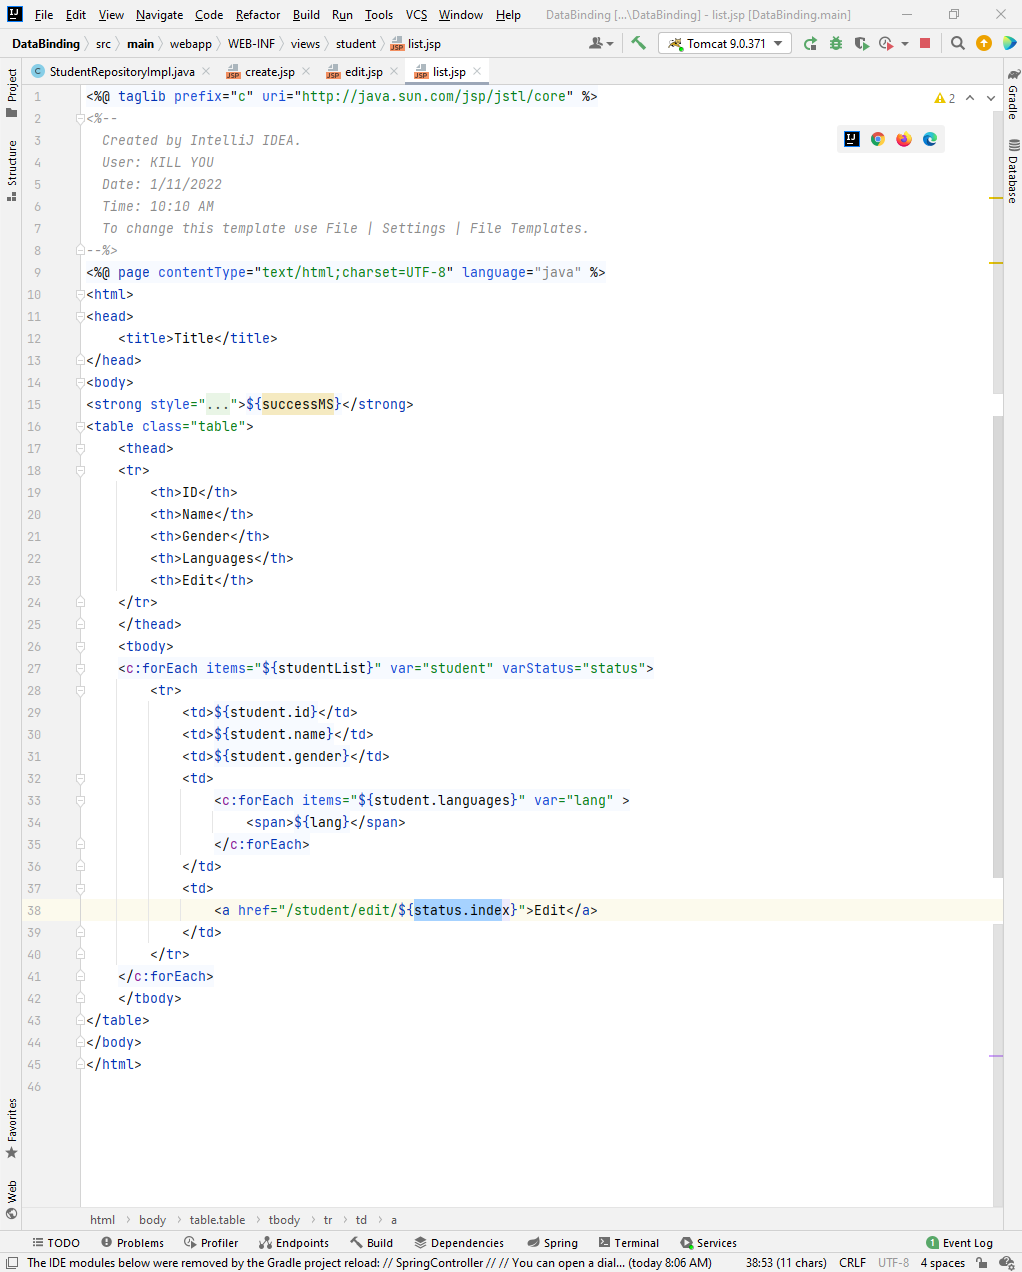 File Edit View Navigate Code Refactor Build Run Tools VCS Window Help DataBinding [...\DataBinding] - list.jsp [DataBinding.main]
DataBinding src main webapp WEB-INF views student list.jsp Tomcat 9.0.371
StudentRepositoryImpl.java create.jsp edit.jsp list.jsp
Project
Structure
Favorites
Web
Gradle
Database
2
1 <%@ taglib prefix="c" uri="http://java.sun.com/jsp/jstl/core" %>
2 <%--
3 Created by IntelliJ IDEA.
4 User: KILL YOU
5 Date: 1/11/2022
6 Time: 10:10 AM
7 To change this template use File | Settings | File Templates.
8 --%>
9 <%@ page contentType="text/html;charset=UTF-8" language="java" %>
10 <html>
11 <head>
12 <title>Title</title>
13 </head>
14 <body>
15 <strong style="...">${successMS}</strong>
16 <table class="table">
17 <thead>
18 <tr>
19 <th>ID</th>
20 <th>Name</th>
21 <th>Gender</th>
22 <th>Languages</th>
23 <th>Edit</th>
24 </tr>
25 </thead>
26 <tbody>
27 <c:forEach items="${studentList}" var="student" varStatus="status">
28 <tr>
29 <td>${student.id}</td>
30 <td>${student.name}</td>
31 <td>${student.gender}</td>
32 <td>
33 <c:forEach items="${student.languages}" var="lang" >
34 <span>${lang}</span>
35 </c:forEach>
36 </td>
37 <td>
38 <a href="/student/edit/${status.index}">Edit</a>
39 </td>
40 </tr>
41 </c:forEach>
42 </tbody>
43 </table>
44 </body>
45 </html>
46
html body table.table tbody tr td a
TODO Problems Profiler Endpoints Build Dependencies Spring Terminal Services 1 Event Log
The IDE modules below were removed by the Gradle project reload: // SpringController // // You can open a dial... (today 8:06 AM) 38:53 (11 chars) CRLF UTF-8 4 spaces